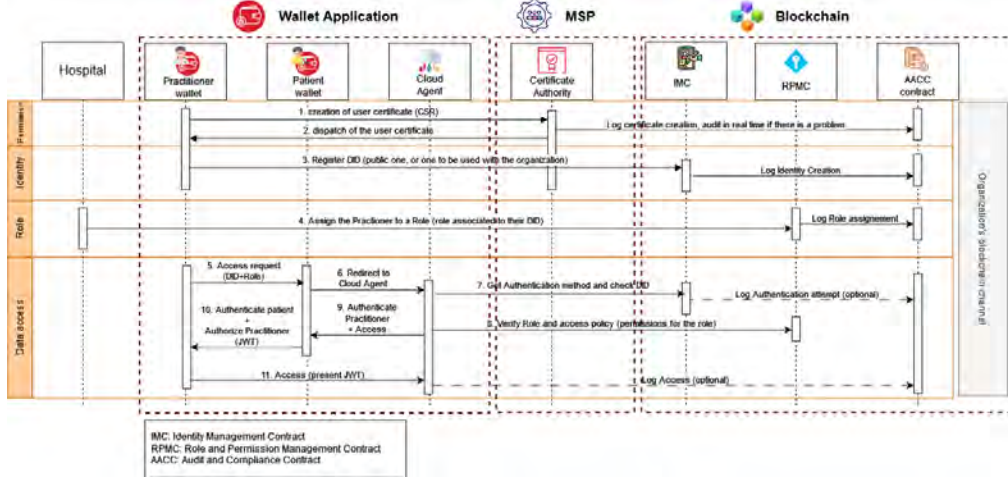 Wallet Application
MSP
Blockchain
Hospital
Practitioner
wallet
Patient
wallet
Cloud
Agent
Certificate
Authority
IMC
RPMC
AACC
contract
Permission
1. creation of user certificate (CSR)
2. dispatch of the user certificate
Log certificate creation, audit in real time if there is a problem
Identity
3. Register DID (public one, or one to be used with the organization)
Log Identity Creation
Role
4. Assign the Practioner to a Role (role associated to their DID)
Log Role assignement
Data access
5. Access request
(DID+Role)
6. Redirect to
Cloud Agent
7. Get Authentication method and check DID
Log Authentication attempt (optional)
10. Authenticate patient
+
Authorize Practitioner
(JWT)
9. Authenticate
Practitioner
+ Access
8. Verify Role and access policy (permissions for the role)
11. Access (present JWT)
Log Access (optional)
Organization's blockchain channel
IMC: Identity Management Contract
RPMC: Role and Permission Management Contract
AACC: Audit and Compliance Contract